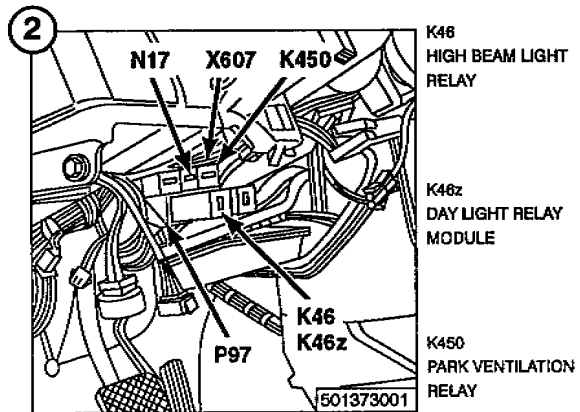 2
N17 X607 K450
K46
K46z
P97
501373001
K46
HIGH BEAM LIGHT
RELAY
K46z
DAY LIGHT RELAY
MODULE
K450
PARK VENTILATION
RELAY